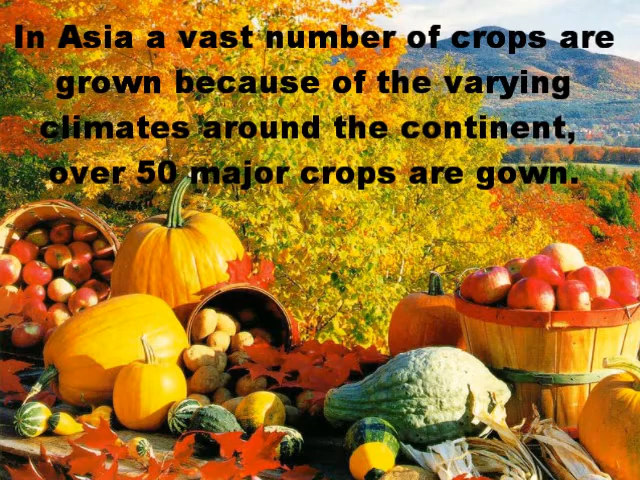 In Asia a vast number of crops are
grown because of the varying
climates around the continent,
over 50 major crops are gown.